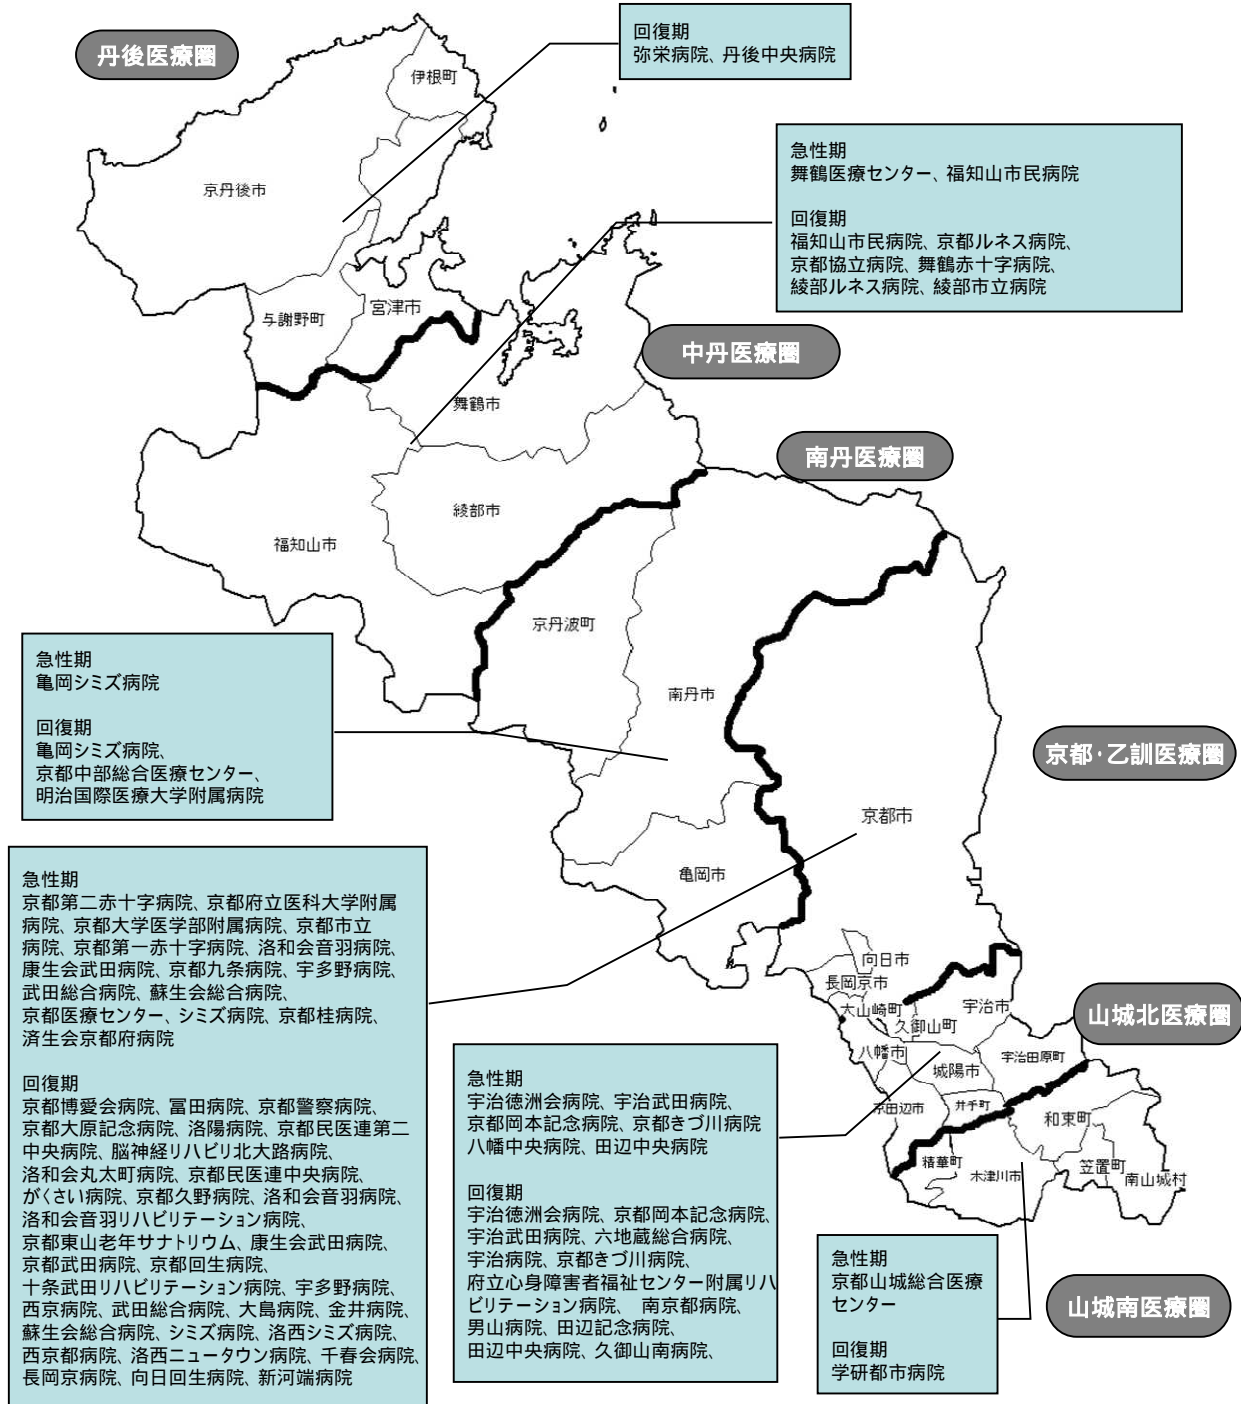 丹後医療圏
回復期
弥栄病院、丹後中央病院
伊根町
京丹後市
与謝野町
宮津市
急性期
舞鶴医療センター、福知山市民病院
回復期
福知山市民病院、京都ルネス病院、
京都協立病院、舞鶴赤十字病院、
綾部ルネス病院、綾部市立病院
中丹医療圏
舞鶴市
綾部市
福知山市
南丹医療圏
京丹波町
南丹市
亀岡市
急性期
亀岡シミズ病院
回復期
亀岡シミズ病院、
京都中部総合医療センター、
明治国際医療大学附属病院
京都・乙訓医療圏
京都市
向日市
長岡京市
大山崎町
急性期
京都第二赤十字病院、京都府立医科大学附属
病院、京都大学医学部附属病院、京都市立
病院、京都第一赤十字病院、洛和会音羽病院、
康生会武田病院、京都九条病院、宇多野病院、
武田総合病院、蘇生会総合病院、
京都医療センター、シミズ病院、京都桂病院、
済生会京都府病院
回復期
京都博愛会病院、冨田病院、京都警察病院、
京都大原記念病院、洛陽病院、京都民医連第二
中央病院、脳神経リハビリ北大路病院、
洛和会丸太町病院、京都民医連中央病院、
がくさい病院、京都久野病院、洛和会音羽病院、
洛和会音羽リハビリテーション病院、
京都東山老年サナトリウム、康生会武田病院、
京都武田病院、京都回生病院、
十条武田リハビリテーション病院、宇多野病院、
西京病院、武田総合病院、大島病院、金井病院、
蘇生会総合病院、シミズ病院、洛西シミズ病院、
西京都病院、洛西ニュータウン病院、千春会病院、
長岡京病院、向日回生病院、新河端病院
山城北医療圏
久御山町
宇治市
八幡市
城陽市
宇治田原町
京田辺市
井手町
急性期
宇治徳洲会病院、宇治武田病院、
京都岡本記念病院、京都きづ川病院
八幡中央病院、田辺中央病院
回復期
宇治徳洲会病院、京都岡本記念病院、
宇治武田病院、六地蔵総合病院、
宇治病院、京都きづ川病院、
府立心身障害者福祉センター附属リハ
ビリテーション病院、 南京都病院、
男山病院、田辺記念病院、
田辺中央病院、久御山南病院、
和束町
精華町
木津川市
笠置町
南山城村
急性期
京都山城総合医療
センター
回復期
学研都市病院
山城南医療圏